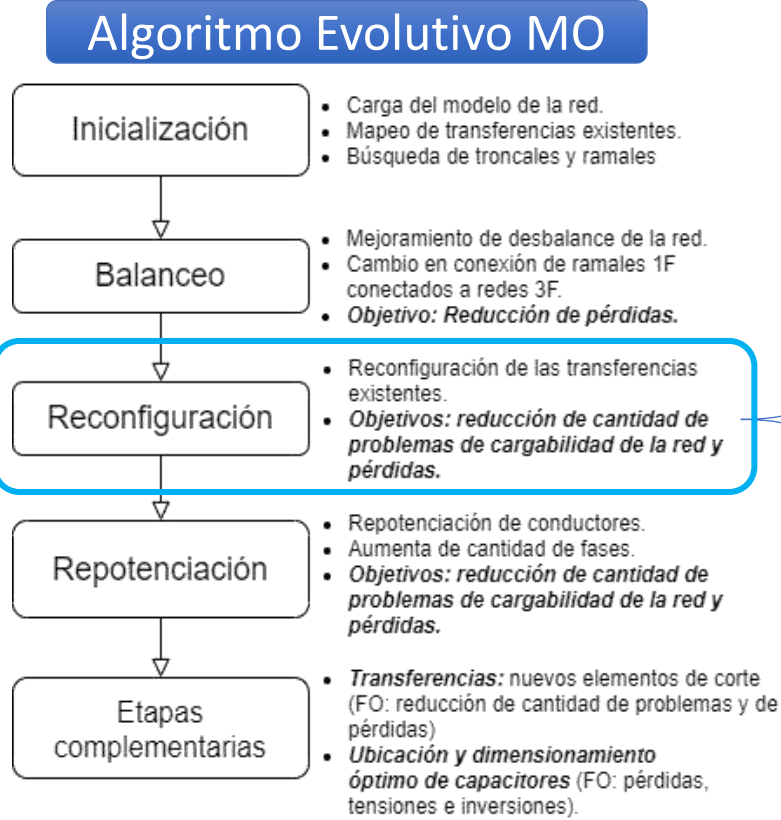 Algoritmo Evolutivo MO
Inicialización
• Carga del modelo de la red.
• Mapeo de transferencias existentes.
• Búsqueda de troncales y ramales
Balanceo
• Mejoramiento de desbalance de la red.
• Cambio en conexión de ramales 1F
conectados a redes 3F.
• Objetivo: Reducción de pérdidas.
Reconfiguración
• Reconfiguración de las transferencias
existentes.
• Objetivos: reducción de cantidad de
problemas de cargabilidad de la red y
pérdidas.
Repotenciación
• Repotenciación de conductores.
• Aumenta de cantidad de fases.
• Objetivos: reducción de cantidad de
problemas de cargabilidad de la red y
pérdidas.
Etapas
complementarias
• Transferencias: nuevos elementos de corte
(FO: reducción de cantidad de problemas y de
pérdidas)
• Ubicación y dimensionamiento
óptimo de capacitores (FO: pérdidas,
tensiones e inversiones).